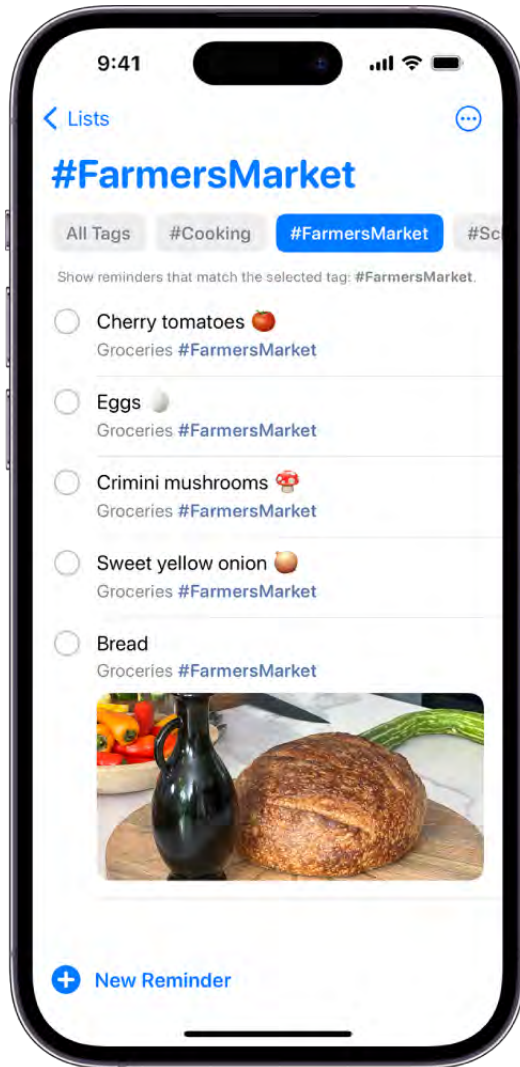 9:41
Lists
#FarmersMarket
All Tags #Cooking #FarmersMarket
Show reminders that match the selected tag: #FarmersMarket.
Cherry tomatoes 🍅
Groceries #FarmersMarket
Eggs 🥚
Groceries #FarmersMarket
Crimini mushrooms 🍄
Groceries #FarmersMarket
Sweet yellow onion 🧅
Groceries #FarmersMarket
Bread
Groceries #FarmersMarket
New Reminder